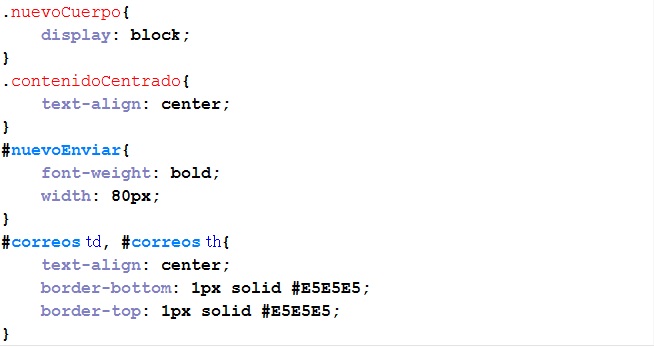 .nuevoCuerpo{
    display: block;
}
.contenidoCentrado{
    text-align: center;
}
#nuevoEnviar{
    font-weight: bold;
    width: 80px;
}
#correos td, #correos th{
    text-align: center;
    border-bottom: 1px solid #E5E5E5;
    border-top: 1px solid #E5E5E5;
}